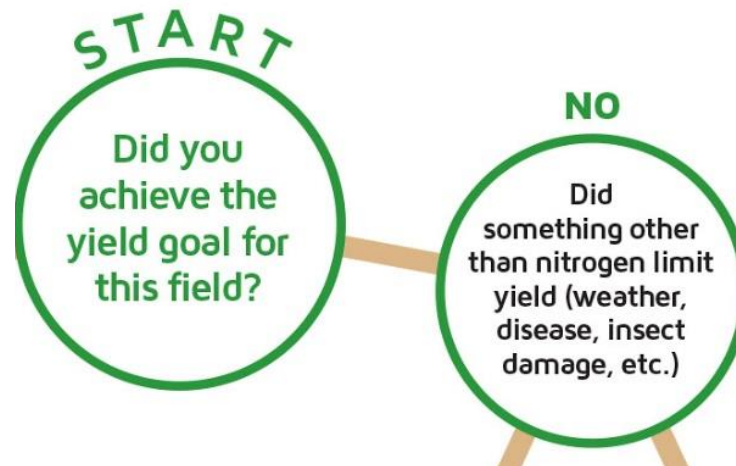 START
Did you
achieve the
yield goal for
this field?
NO
Did
something other
than nitrogen limit
yield (weather,
disease, insect
damage, etc.)